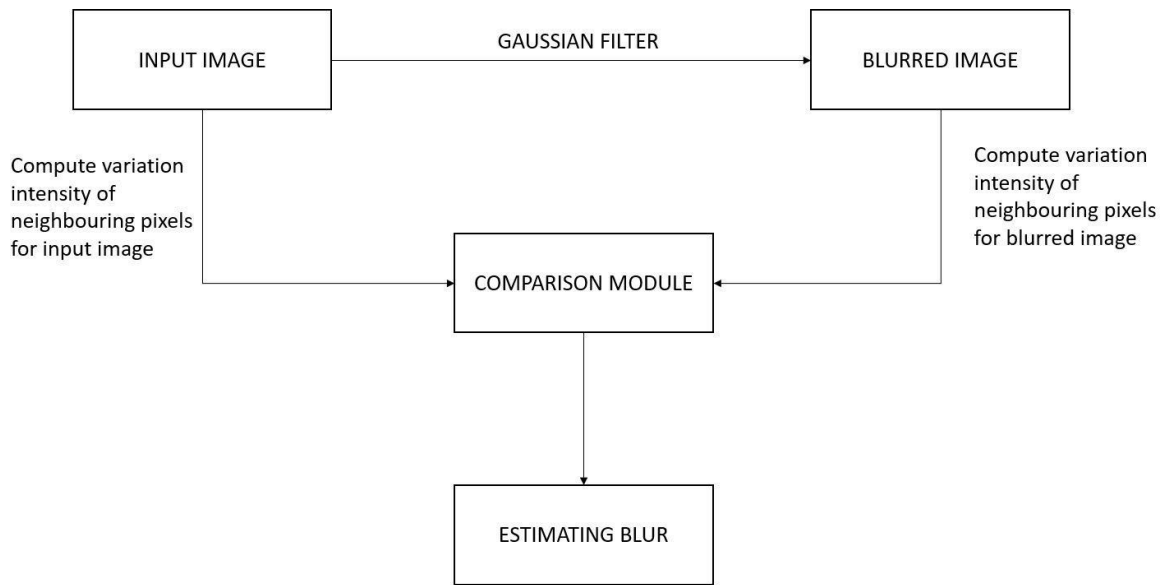 INPUT IMAGE
GAUSSIAN FILTER
BLURRED IMAGE
Compute variation
intensity of
neighbouring pixels
for input image
Compute variation
intensity of
neighbouring pixels
for blurred image
COMPARISON MODULE
ESTIMATING BLUR